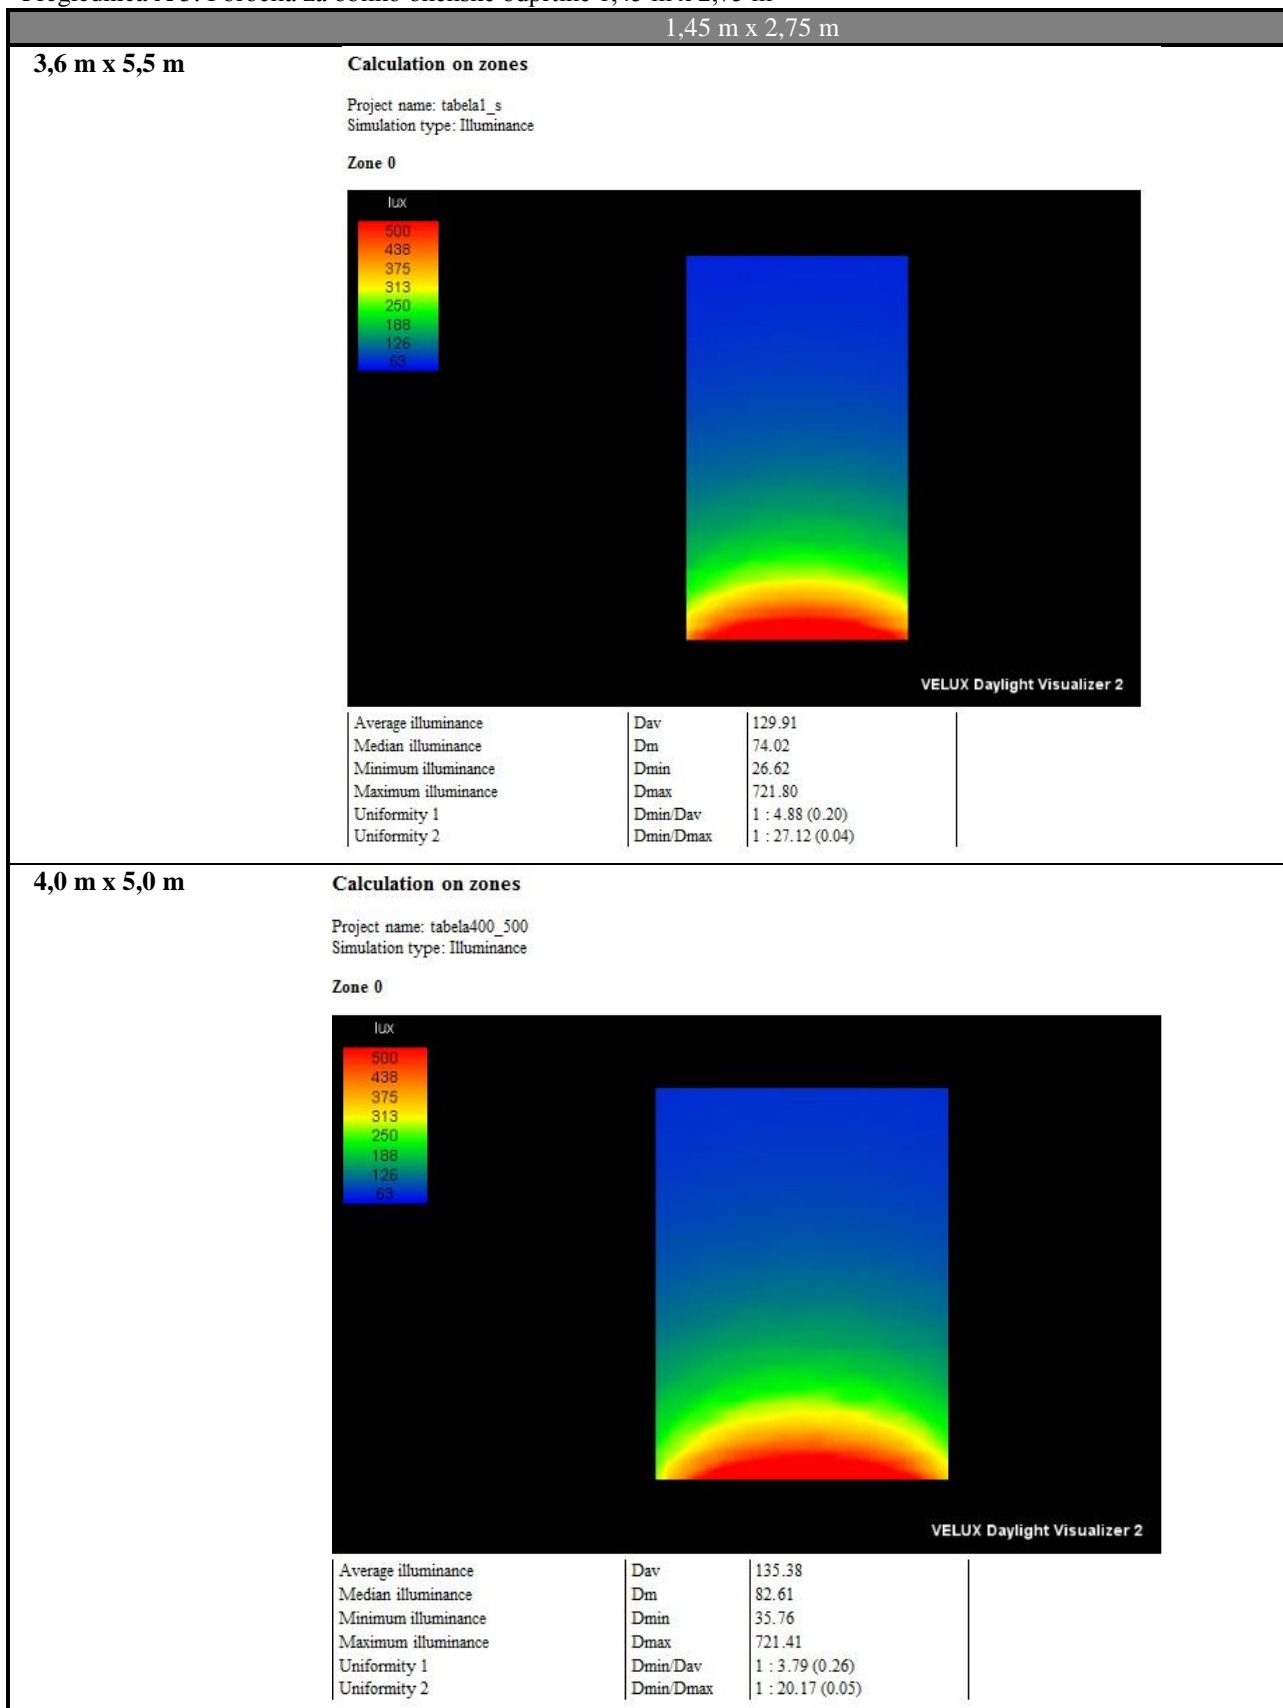 1,45 m x 2,75 m
3,6 m x 5,5 m
Calculation on zones
Project name: tabela1_s
Simulation type: Illuminance
Zone 0
lux
500
438
375
313
250
188
126
63
VELUX Daylight Visualizer 2
Average illuminance Dav 129.91
Median illuminance Dm 74.02
Minimum illuminance Dmin 26.62
Maximum illuminance Dmax 721.80
Uniformity 1 Dmin/Dav 1 : 4.88 (0.20)
Uniformity 2 Dmin/Dmax 1 : 27.12 (0.04)
4,0 m x 5,0 m
Calculation on zones
Project name: tabela400_500
Simulation type: Illuminance
Zone 0
lux
500
438
375
313
250
188
126
63
VELUX Daylight Visualizer 2
Average illuminance Dav 135.38
Median illuminance Dm 82.61
Minimum illuminance Dmin 35.76
Maximum illuminance Dmax 721.41
Uniformity 1 Dmin/Dav 1 : 3.79 (0.26)
Uniformity 2 Dmin/Dmax 1 : 20.17 (0.05)